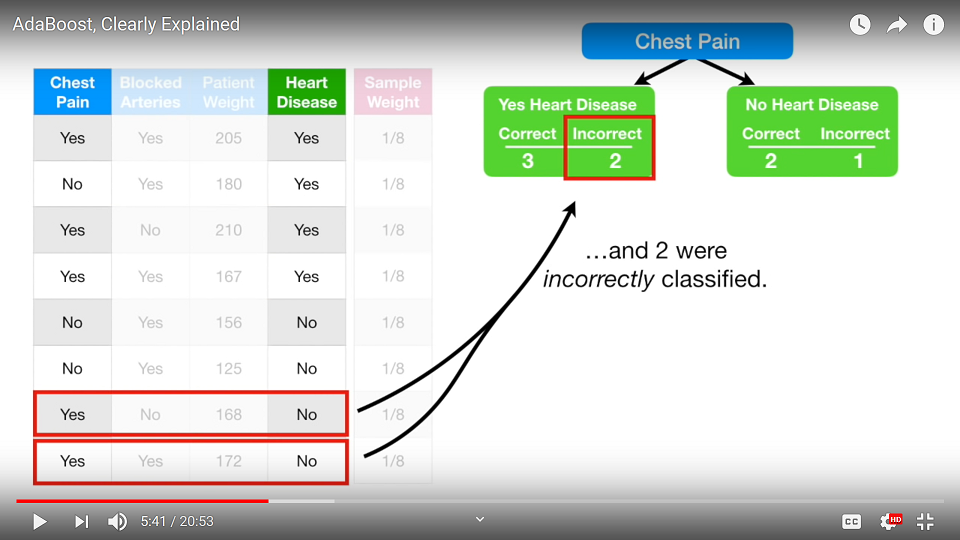 AdaBoost, Clearly Explained
Chest Pain
Chest Pain Blocked Arteries Patient Weight Heart Disease Sample Weight
Yes Yes 205 Yes 1/8
No Yes 180 Yes 1/8
Yes No 210 Yes 1/8
Yes Yes 167 Yes 1/8
No Yes 156 No 1/8
No Yes 125 No 1/8
Yes No 168 No 1/8
Yes Yes 172 No 1/8
Yes Heart Disease
Correct Incorrect
3 2
No Heart Disease
Correct Incorrect
2 1
…and 2 were
incorrectly classified.
5:41 / 20:53
CC
HD